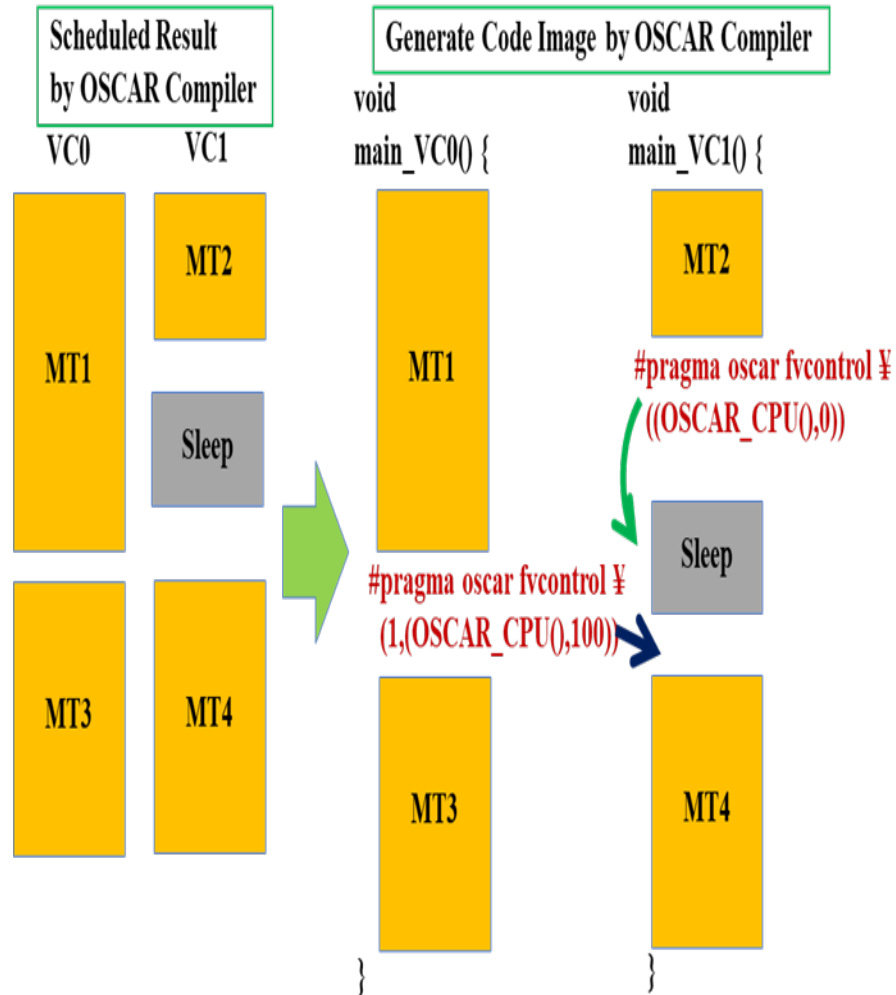 Scheduled Result
by OSCAR Compiler
VC0
VC1
MT1
MT2
Sleep
MT3
MT4
Generate Code Image by OSCAR Compiler
void
main_VC0() {
MT1
#pragma oscar fvcontrol ¥
(1,(OSCAR_CPU(),100))
MT3
}
void
main_VC1() {
MT2
#pragma oscar fvcontrol ¥
((OSCAR_CPU(),0))
Sleep
MT4
}